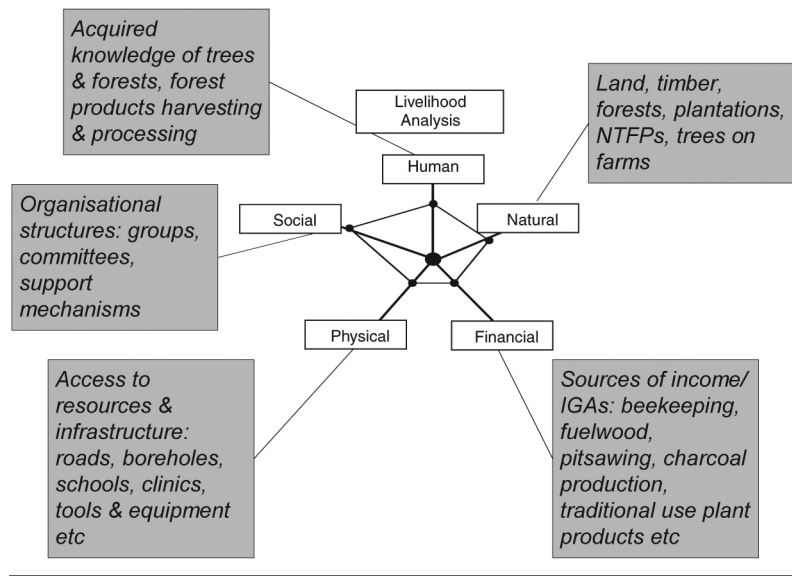 Acquired
knowledge of trees
& forests, forest
products harvesting
& processing
Livelihood
Analysis
Land, timber,
forests, plantations,
NTFPs, trees on
farms
Human
Organisational
structures: groups,
committees,
support
mechanisms
Social
Natural
Physical
Financial
Access to
resources &
infrastructure:
roads, boreholes,
schools, clinics,
tools & equipment
etc
Sources of income/
IGAs: beekeeping,
fuelwood,
pitsawing, charcoal
production,
traditional use plant
products etc